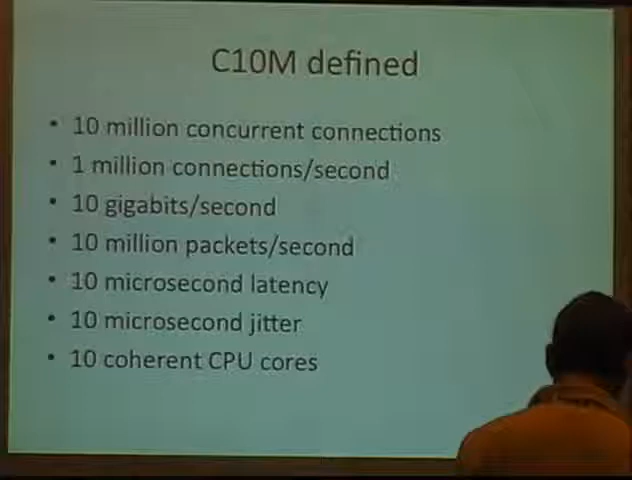 C10M defined
• 10 million concurrent connections
• 1 million connections/second
• 10 gigabits/second
• 10 million packets/second
• 10 microsecond latency
• 10 microsecond jitter
• 10 coherent CPU cores